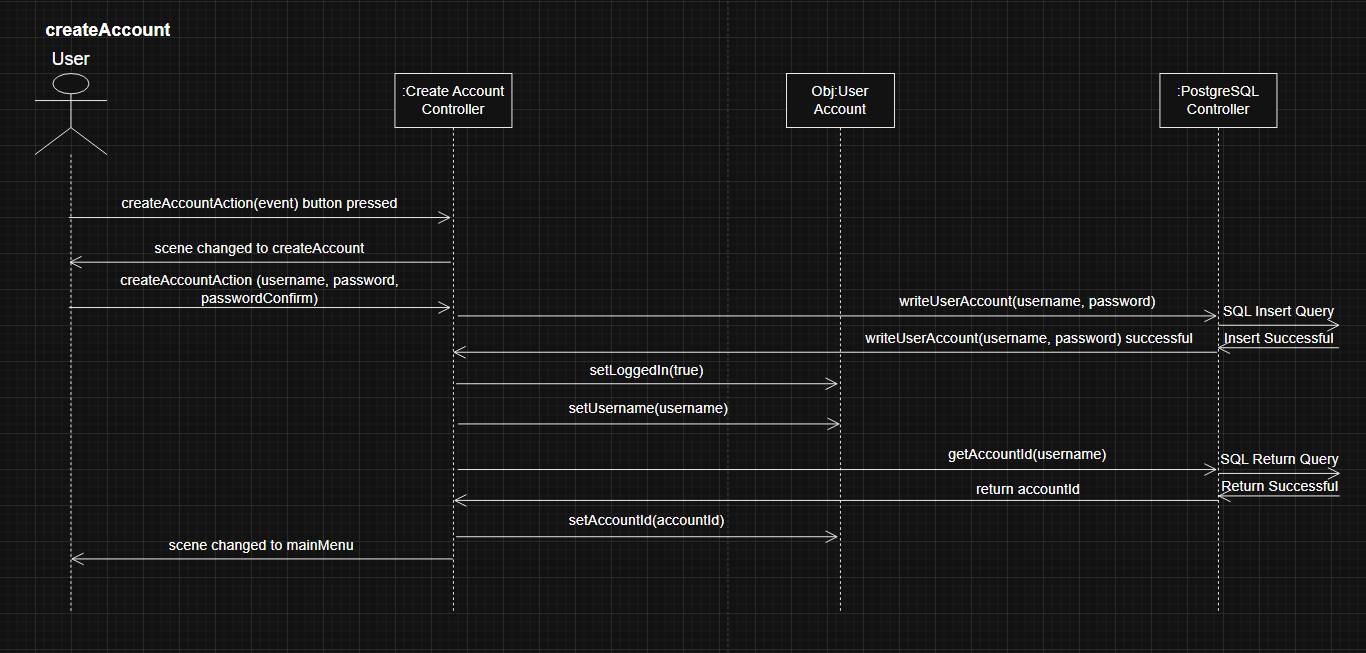 createAccount
User
:Create Account
Controller
Obj:User
Account
:PostgreSQL
Controller
createAccountAction(event) button pressed
scene changed to createAccount
createAccountAction (username, password,
passwordConfirm)
writeUserAccount(username, password)
SQL Insert Query
writeUserAccount(username, password) successful
Insert Successful
setLoggedIn(true)
setUsername(username)
getAccountId(username)
SQL Return Query
return accountId
Return Successful
setAccountId(accountId)
scene changed to mainMenu